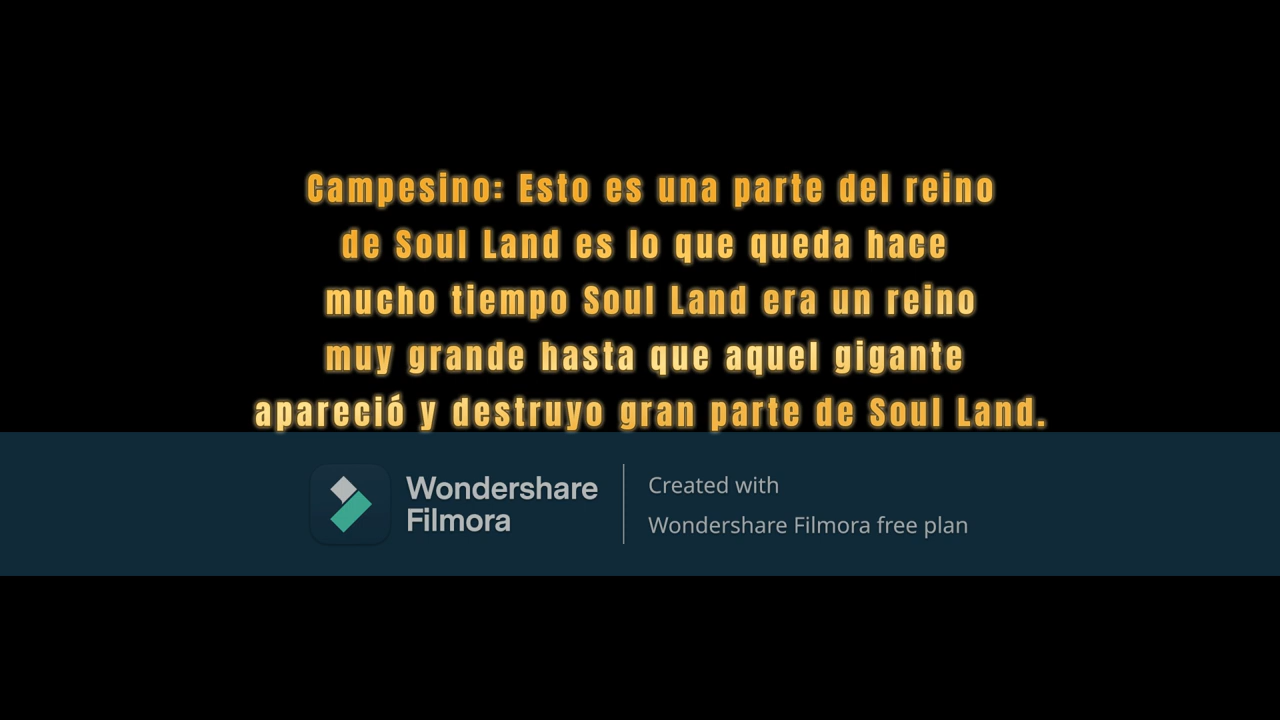 Campesino: Esto es una parte del reino
de Soul Land es lo que queda hace
mucho tiempo Soul Land era un reino
muy grande hasta que aquel gigante
apareció y destruyo gran parte de Soul Land.
Wondershare
Filmora
Created with
Wondershare Filmora free plan